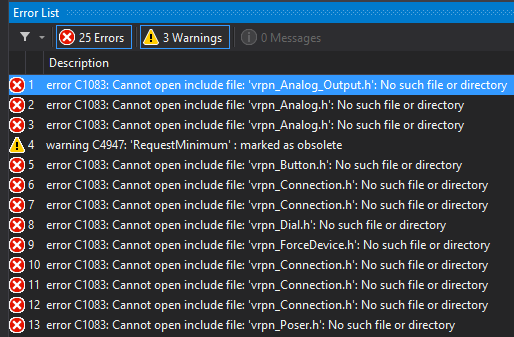 Error List
25 Errors 3 Warnings 0 Messages
Description
1 error C1083: Cannot open include file: 'vrpn_Analog_Output.h': No such file or directory
2 error C1083: Cannot open include file: 'vrpn_Analog.h': No such file or directory
3 error C1083: Cannot open include file: 'vrpn_Analog.h': No such file or directory
4 warning C4947: 'RequestMinimum' : marked as obsolete
5 error C1083: Cannot open include file: 'vrpn_Button.h': No such file or directory
6 error C1083: Cannot open include file: 'vrpn_Connection.h': No such file or directory
7 error C1083: Cannot open include file: 'vrpn_Connection.h': No such file or directory
8 error C1083: Cannot open include file: 'vrpn_Dial.h': No such file or directory
9 error C1083: Cannot open include file: 'vrpn_ForceDevice.h': No such file or directory
10 error C1083: Cannot open include file: 'vrpn_Connection.h': No such file or directory
11 error C1083: Cannot open include file: 'vrpn_Connection.h': No such file or directory
12 error C1083: Cannot open include file: 'vrpn_Connection.h': No such file or directory
13 error C1083: Cannot open include file: 'vrpn_Poser.h': No such file or directory